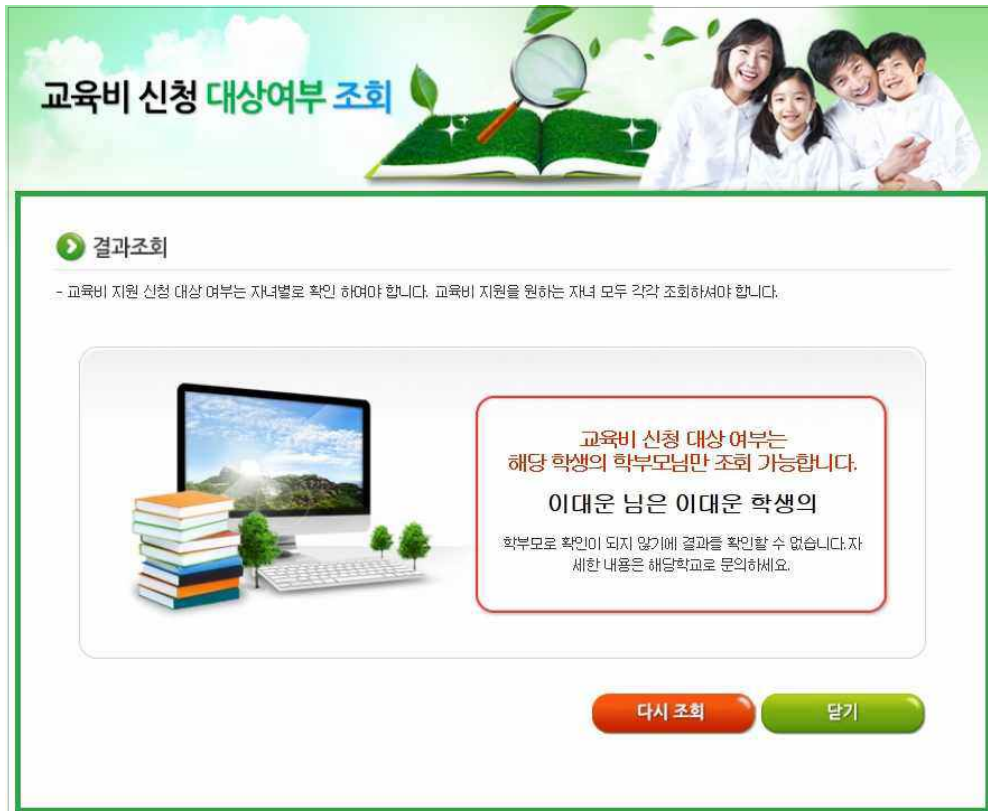 교육비 신청 대상여부 조회
결과조회
- 교육비 지원 신청 대상 여부는 자녀별로 확인 하여야 합니다. 교육비 지원을 원하는 자녀 모두 각각 조회하셔야 합니다.
교육비 신청 대상 여부는
해당 학생의 학부모님만 조회 가능합니다.
이대운 님은 이대운 학생의
학부모로 확인이 되지 않기에 결과를 확인할 수 없습니다.자
세한 내용은 해당학교로 문의하세요.
다시 조회
닫기